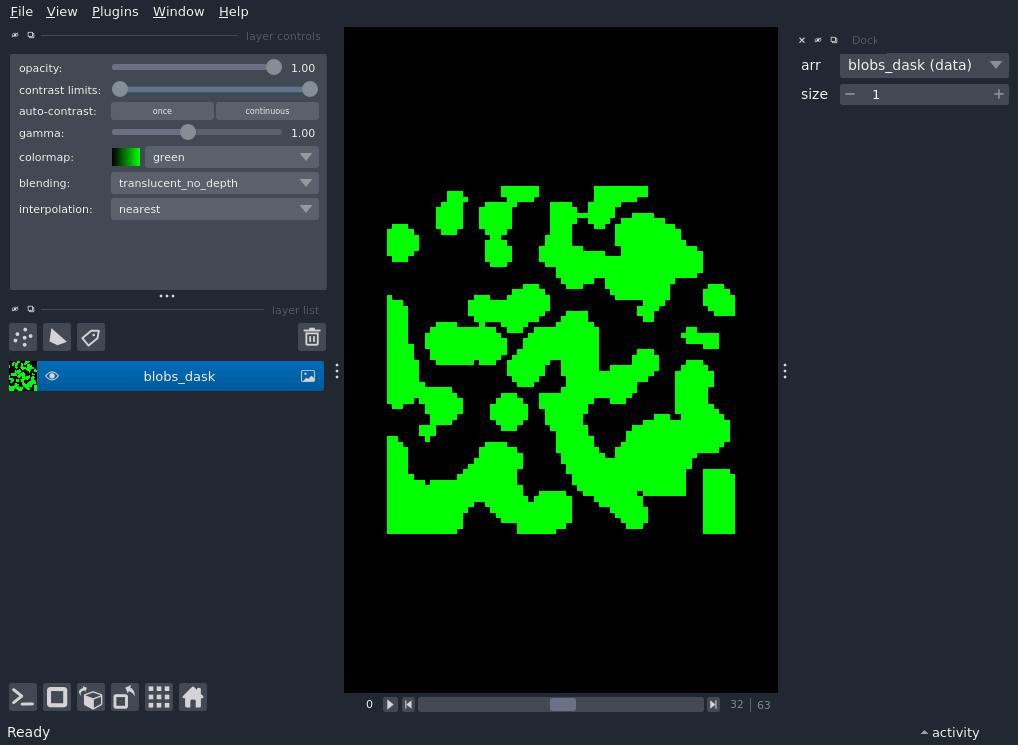 File View Plugins Window Help
layer controls
opacity: 1.00
contrast limits:
auto-contrast: once continuous
gamma: 1.00
colormap: green
blending: translucent_no_depth
interpolation: nearest
layer list
blobs_dask
0 32 63
Dock
arr blobs_dask (data)
size 1
Ready
activity